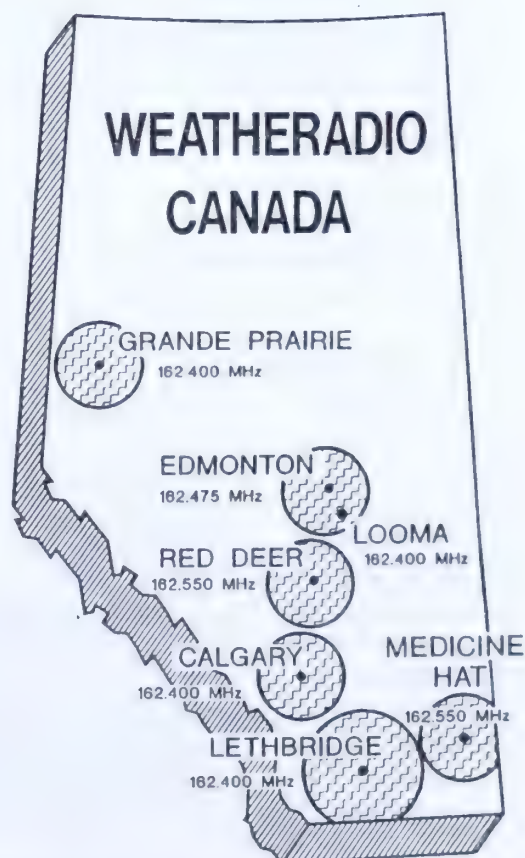 WEATHERADIO
CANADA
GRANDE PRAIRIE
162.400 MHz
EDMONTON
162.475 MHz
LOOMA
162.400 MHz
RED DEER
162.550 MHz
CALGARY
162.400 MHz
MEDICINE
HAT
162.550 MHz
LETHBRIDGE
162.400 MHz